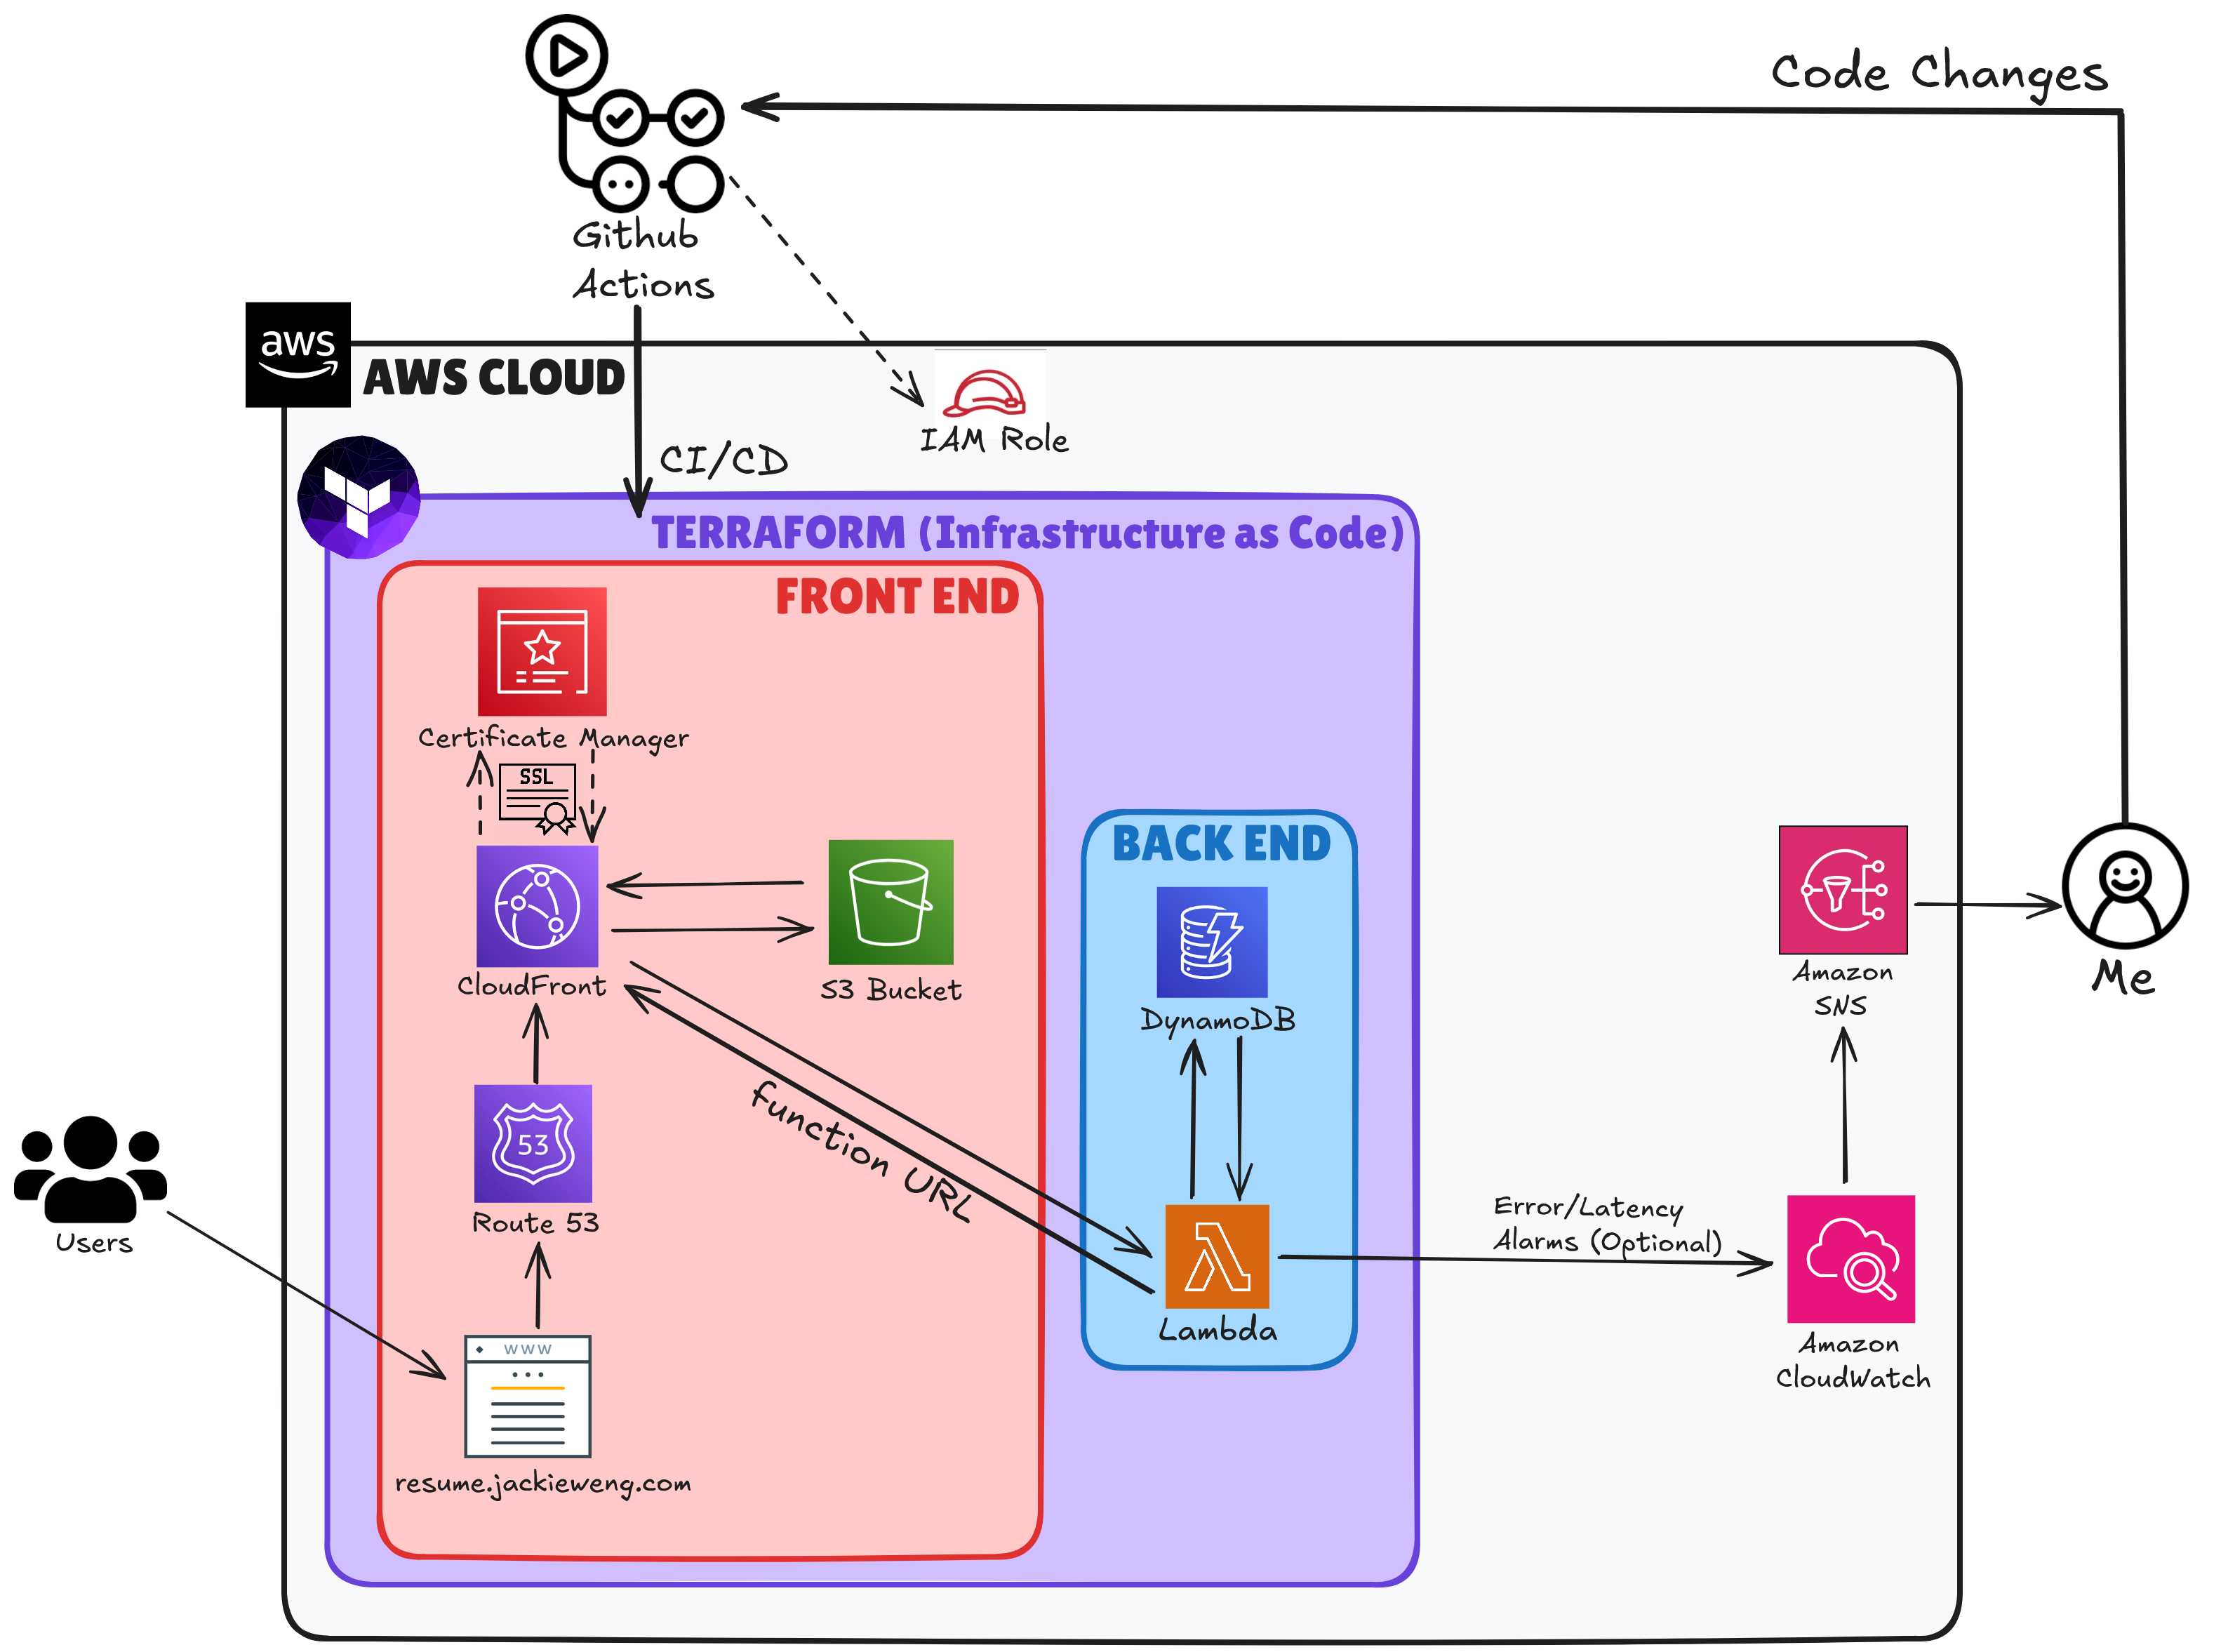 Code Changes
Github
Actions
aws
AWS CLOUD
IAM Role
CI/CD
TERRAFORM (Infrastructure as Code)
FRONT END
Certificate Manager
SSL
BACK END
CloudFront
S3 Bucket
DynamoDB
Amazon
SNS
Me
function URL
53
Route 53
Users
Error/Latency
Alarms (Optional)
Lambda
Amazon
CloudWatch
WWW
resume.jackieweng.com